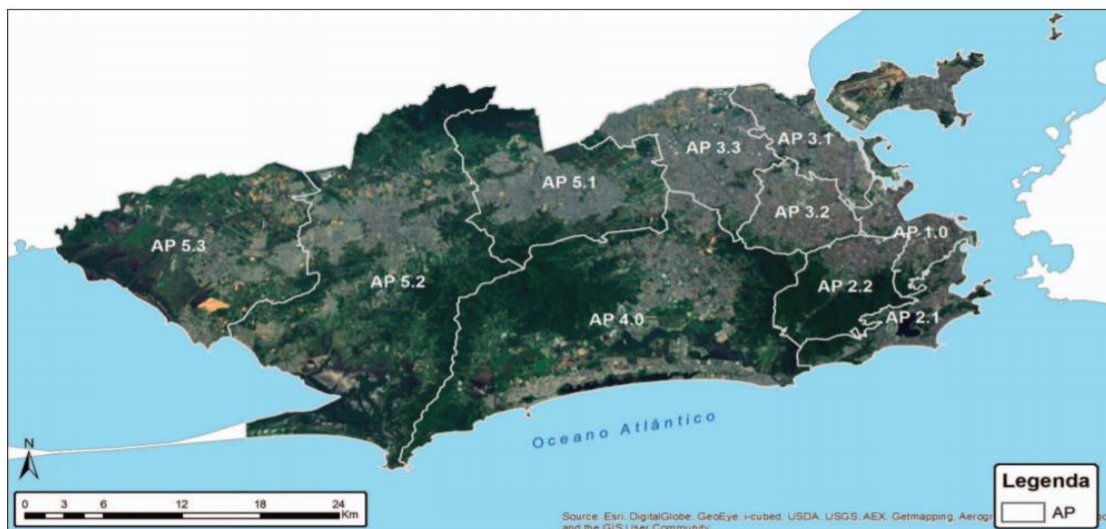 AP 3.3
AP 3.1
AP 5.1
AP 3.2
AP 1.0
AP 5.3
AP 5.2
AP 2.2
AP 4.0
AP 2.1
Oceano Atlântico
N
0 3 6 12 18 24
Km
Legenda
AP
Source: Esri, DigitalGlobe, GeoEye, i-cubed, USDA, USGS, AEX, Getmapping,
and the GIS User Community